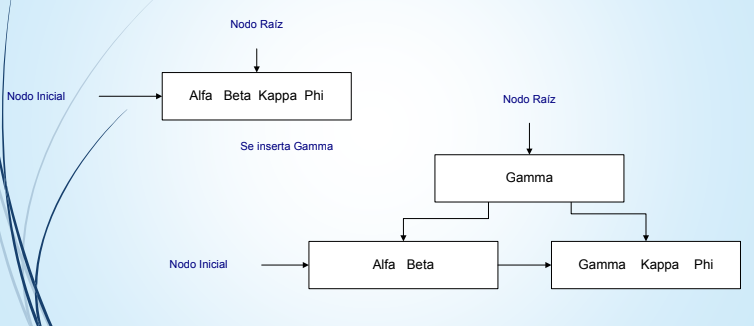 Nodo Raíz
Nodo Inicial
Alfa Beta Kappa Phi
Nodo Raíz
Se inserta Gamma
Gamma
Nodo Inicial
Alfa Beta
Gamma Kappa Phi